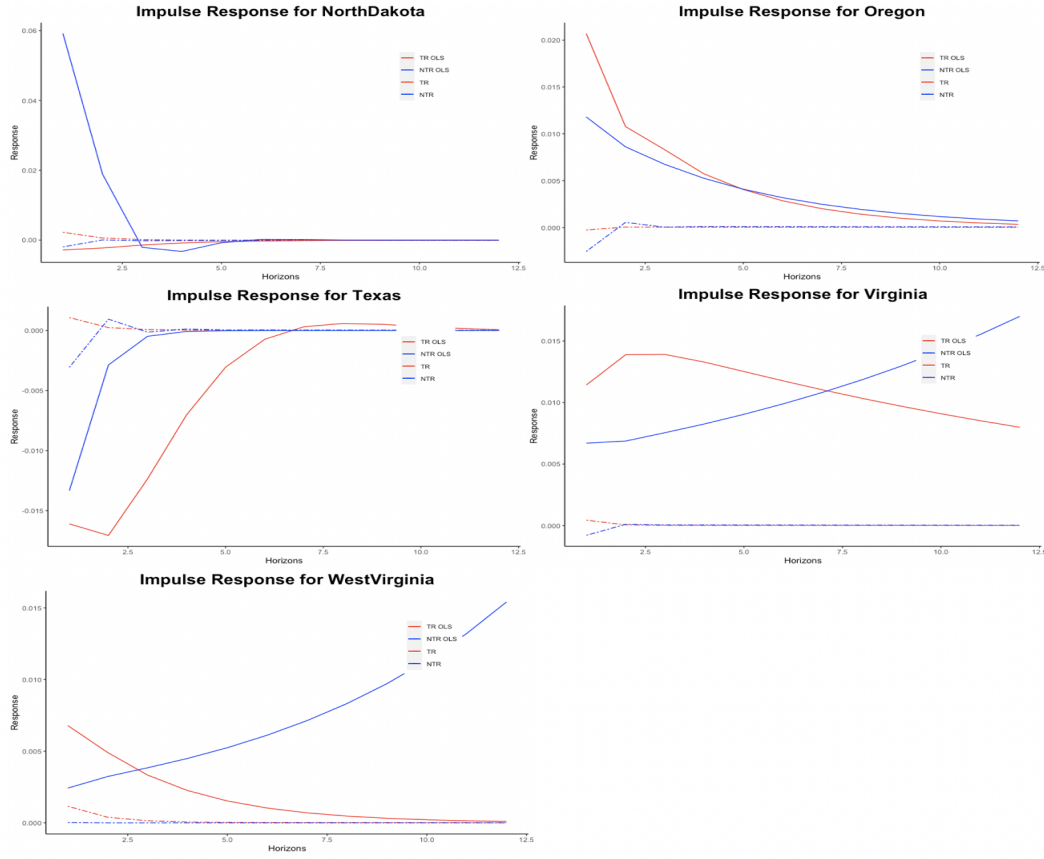 Impulse Response for NorthDakota
0.06
0.04
0.02
0.00
Response
TR OLS
NTR OLS
TR
NTR
2.5 5.0 7.5 10.0 12.5
Horizons
Impulse Response for Oregon
0.020
0.015
0.010
0.005
0.000
Response
TR OLS
NTR OLS
TR
NTR
2.5 5.0 7.5 10.0 12.5
Horizons
Impulse Response for Texas
0.000
-0.005
-0.010
-0.015
Response
TR OLS
NTR OLS
TR
NTR
2.5 5.0 7.5 10.0 12.5
Horizons
Impulse Response for Virginia
0.015
0.010
0.005
0.000
Response
TR OLS
NTR OLS
TR
NTR
2.5 5.0 7.5 10.0 12.5
Horizons
Impulse Response for WestVirginia
0.015
0.010
0.005
0.000
Response
TR OLS
NTR OLS
TR
NTR
2.5 5.0 7.5 10.0 12.5
Horizons